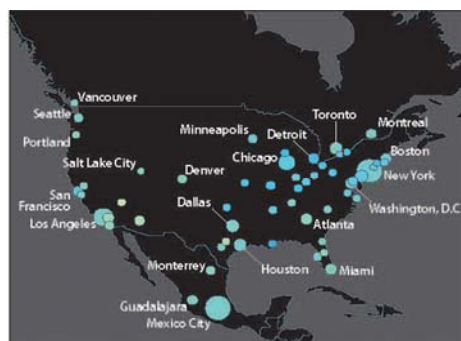 Vancouver
Seattle
Portland
Minneapolis
Toronto
Montreal
Detroit
Boston
Chicago
New York
Salt Lake City
Denver
San
Francisco
Washington, D.C
Los Angeles
Dallas
Atlanta
Monterrey
Houston
Miami
Guadalajara
Mexico City